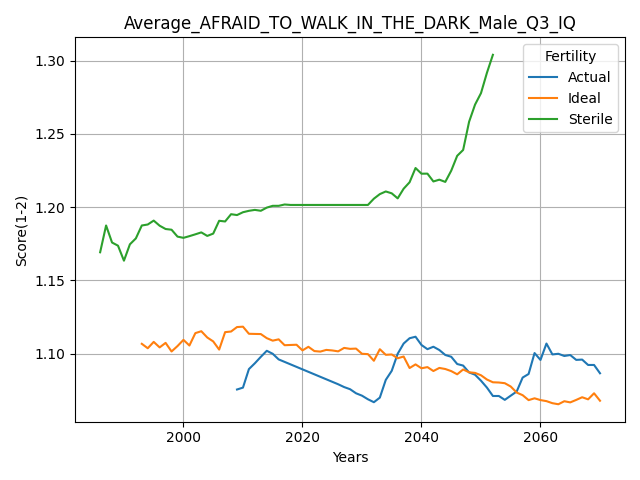 Average_AFRAID_TO_WALK_IN_THE_DARK_Male_Q3_IQ
Fertility
Actual
Ideal
Sterile
Score(1-2)
1.30
1.25
1.20
1.15
1.10
2000
2020
2040
2060
Years